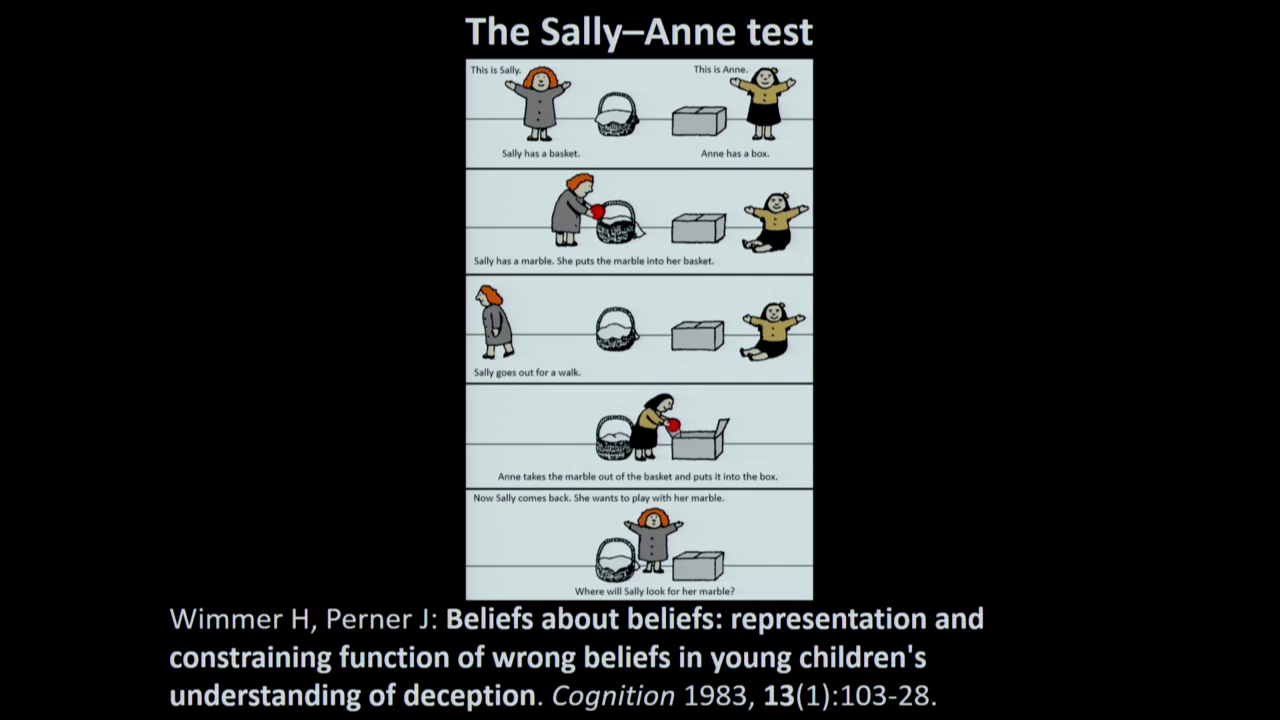 The Sally–Anne test
This is Sally.
This is Anne.
Sally has a basket.
Anne has a box.
Sally has a marble. She puts the marble into her basket.
Sally goes out for a walk.
Anne takes the marble out of the basket and puts it into the box.
Now Sally comes back. She wants to play with her marble.
Where will Sally look for her marble?
Wimmer H, Perner J: Beliefs about beliefs: representation and
constraining function of wrong beliefs in young children's
understanding of deception. Cognition 1983, 13(1):103-28.